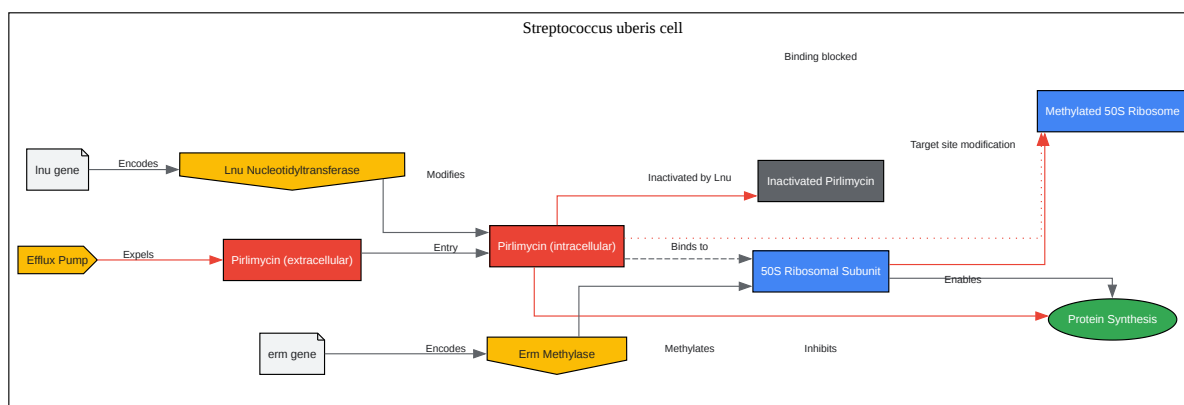 Streptococcus uberis cell
Binding blocked
Methylated 50S Ribosome
Target site modification
lnu gene
Encodes
Lnu Nucleotidyltransferase
Modifies
Inactivated by Lnu
Inactivated Pirlimycin
Efflux Pump
Expels
Pirlimycin (extracellular)
Entry
Pirlimycin (intracellular)
Binds to
50S Ribosomal Subunit
Enables
Protein Synthesis
erm gene
Encodes
Erm Methylase
Methylates
Inhibits